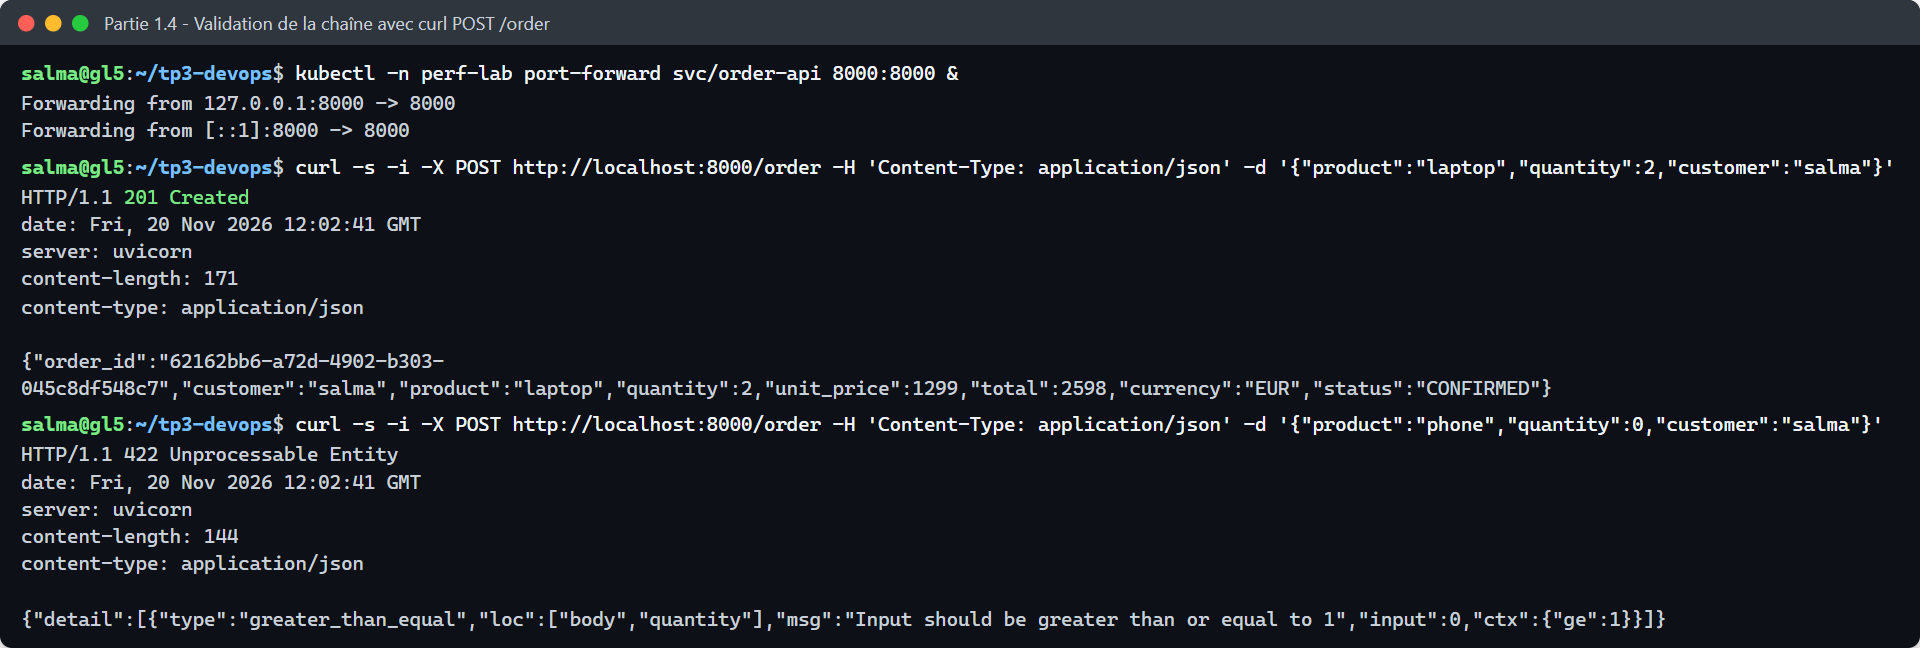 Partie 1.4 - Validation de la chaîne avec curl POST /order
salma@gl5:~/tp3-devops$ kubectl -n perf-lab port-forward svc/order-api 8000:8000 &
Forwarding from 127.0.0.1:8000 -> 8000
Forwarding from [::1]:8000 -> 8000
salma@gl5:~/tp3-devops$ curl -s -i -X POST http://localhost:8000/order -H 'Content-Type: application/json' -d '{"product":"laptop","quantity":2,"customer":"salma"}'
HTTP/1.1 201 Created
date: Fri, 20 Nov 2026 12:02:41 GMT
server: uvicorn
content-length: 171
content-type: application/json
{"order_id":"62162bb6-a72d-4902-b303-
045c8df548c7","customer":"salma","product":"laptop","quantity":2,"unit_price":1299,"total":2598,"currency":"EUR","status":"CONFIRMED"}
salma@gl5:~/tp3-devops$ curl -s -i -X POST http://localhost:8000/order -H 'Content-Type: application/json' -d '{"product":"phone","quantity":0,"customer":"salma"}'
HTTP/1.1 422 Unprocessable Entity
date: Fri, 20 Nov 2026 12:02:41 GMT
server: uvicorn
content-length: 144
content-type: application/json
{"detail":[{"type":"greater_than_equal","loc":["body","quantity"],"msg":"Input should be greater than or equal to 1","input":0,"ctx":{"ge":1}}]}